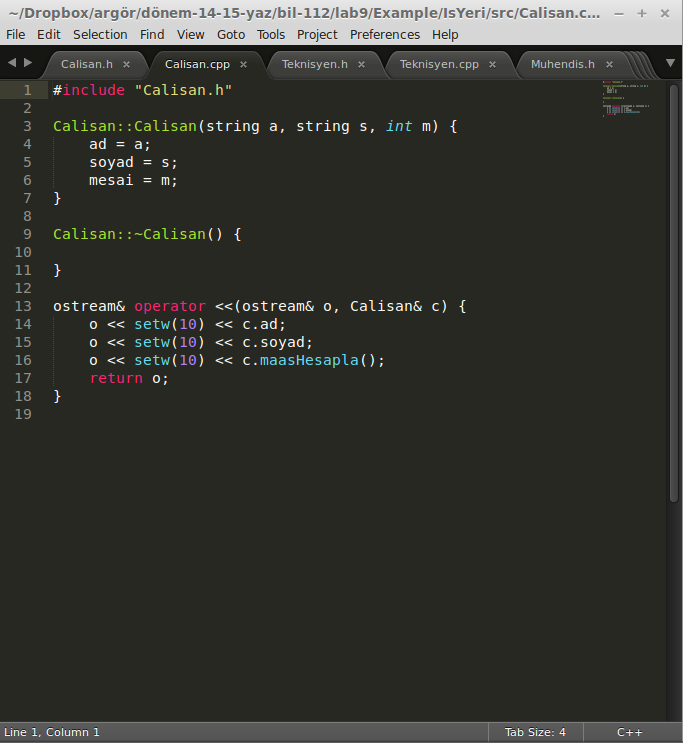 ~/Dropbox/argör/dönem-14-15-yaz/bil-112/lab9/Example/IsYeri/src/Calisan.c...
File Edit Selection Find View Goto Tools Project Preferences Help
Calisan.h Calisan.cpp Teknisyen.h Teknisyen.cpp Muhendis.h
1 #include "Calisan.h"
2
3 Calisan::Calisan(string a, string s, int m) {
4     ad = a;
5     soyad = s;
6     mesai = m;
7 }
8
9 Calisan::~Calisan() {
10
11 }
12
13 ostream& operator <<(ostream& o, Calisan& c) {
14     o << setw(10) << c.ad;
15     o << setw(10) << c.soyad;
16     o << setw(10) << c.maasHesapla();
17     return o;
18 }
19
Line 1, Column 1 Tab Size: 4 C++